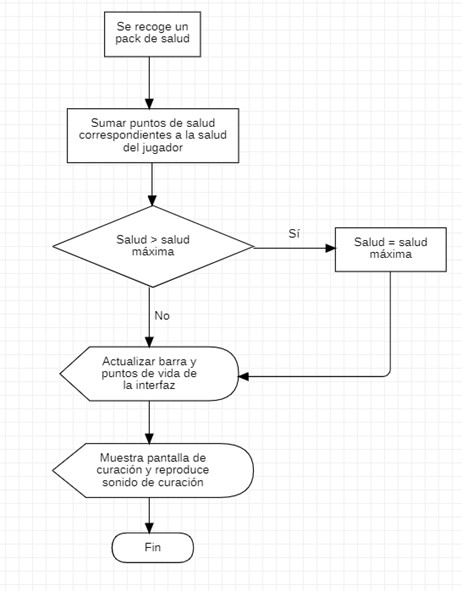 Se recoge un
pack de salud
Sumar puntos de salud
correspondientes a la salud
del jugador
Salud > salud
máxima
Sí
Salud = salud
máxima
No
Actualizar barra y
puntos de vida de
la interfaz
Muestra pantalla de
curación y reproduce
sonido de curación
Fin